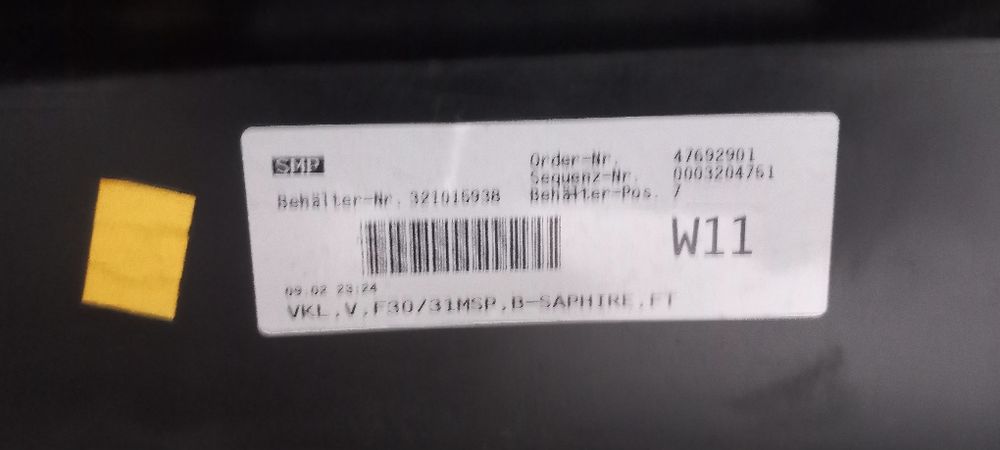 SMP
Order-Nr. 47692901
Sequenz-Nr. 0003204761
Behälter-Nr. 321016938 Behälter-Pos. 7
W11
09.02 23:24
VKL,V,F30/31MSP,B-SAPHIRE,FT